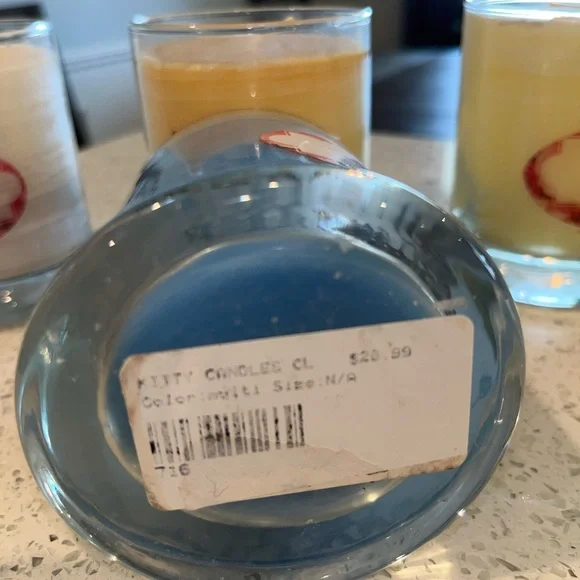 KITTY CANDLES CL $20.99
Color:multi Size:N/A
716